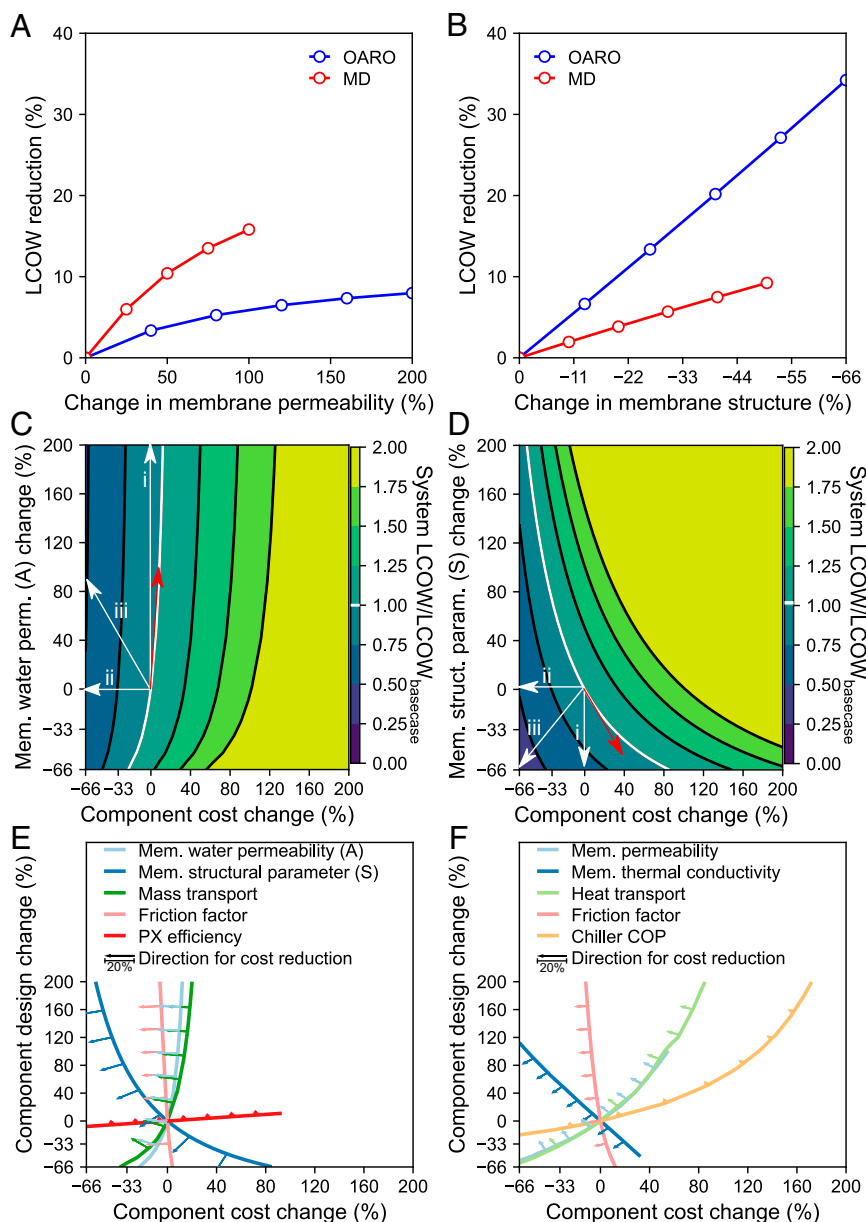 A
B
40
30
20
10
0
LCOW reduction (%)
OARO
MD
0 50 100 150 200
Change in membrane permeability (%)
40
30
20
10
0
LCOW reduction (%)
OARO
MD
0 −11 −22 −33 −44 −55 −66
Change in membrane structure (%)
C
D
200
160
120
80
40
0
−33
−66
Mem. water perm. (A) change (%)
i
ii
iii
−66 −33 0 40 80 120 160 200
Component cost change (%)
2.00
1.75
1.50
1.25
1.00
0.75
0.50
0.25
0.00
200
160
120
80
40
0
−33
−66
Mem. struct. param. (S) change (%
i
ii
iii
−66 −33 0 40 80 120 160 200
Component cost change (%)
2.00
1.75
1.50
1.25
1.00
0.75
0.50
0.25
0.00
System LCOW/LCOWbasecase
E
F
Mem. water permeability (A)
Mem. structural parameter (S)
Mass transport
Friction factor
PX efficiency
Direction for cost reduction
20%
200
160
120
80
40
0
−33
−66
Component design change (%)
−66 −33 0 40 80 120 160 200
Component cost change (%)
Mem. permeability
Mem. thermal conductivity
Heat transport
Friction factor
Chiller COP
Direction for cost reduction
20%
200
160
120
80
40
0
−33
−66
Component design change (%)
−66 −33 0 40 80 120 160 200
Component cost change (%)